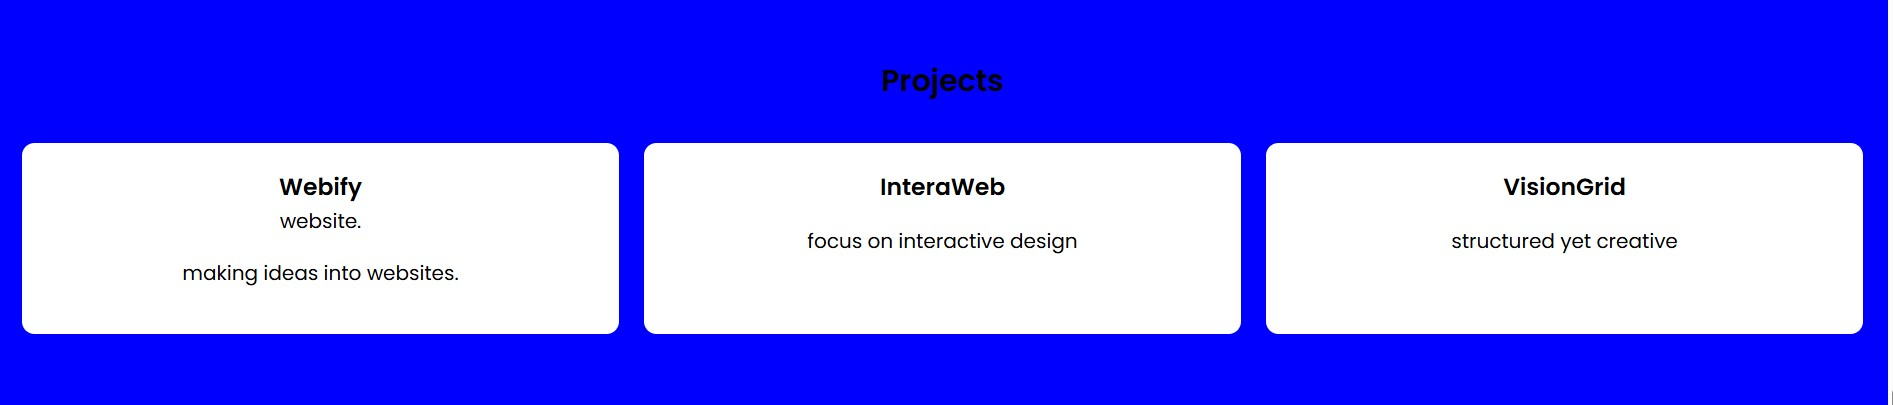 Projects
Webify
website.
making ideas into websites.
InteraWeb
focus on interactive design
VisionGrid
structured yet creative